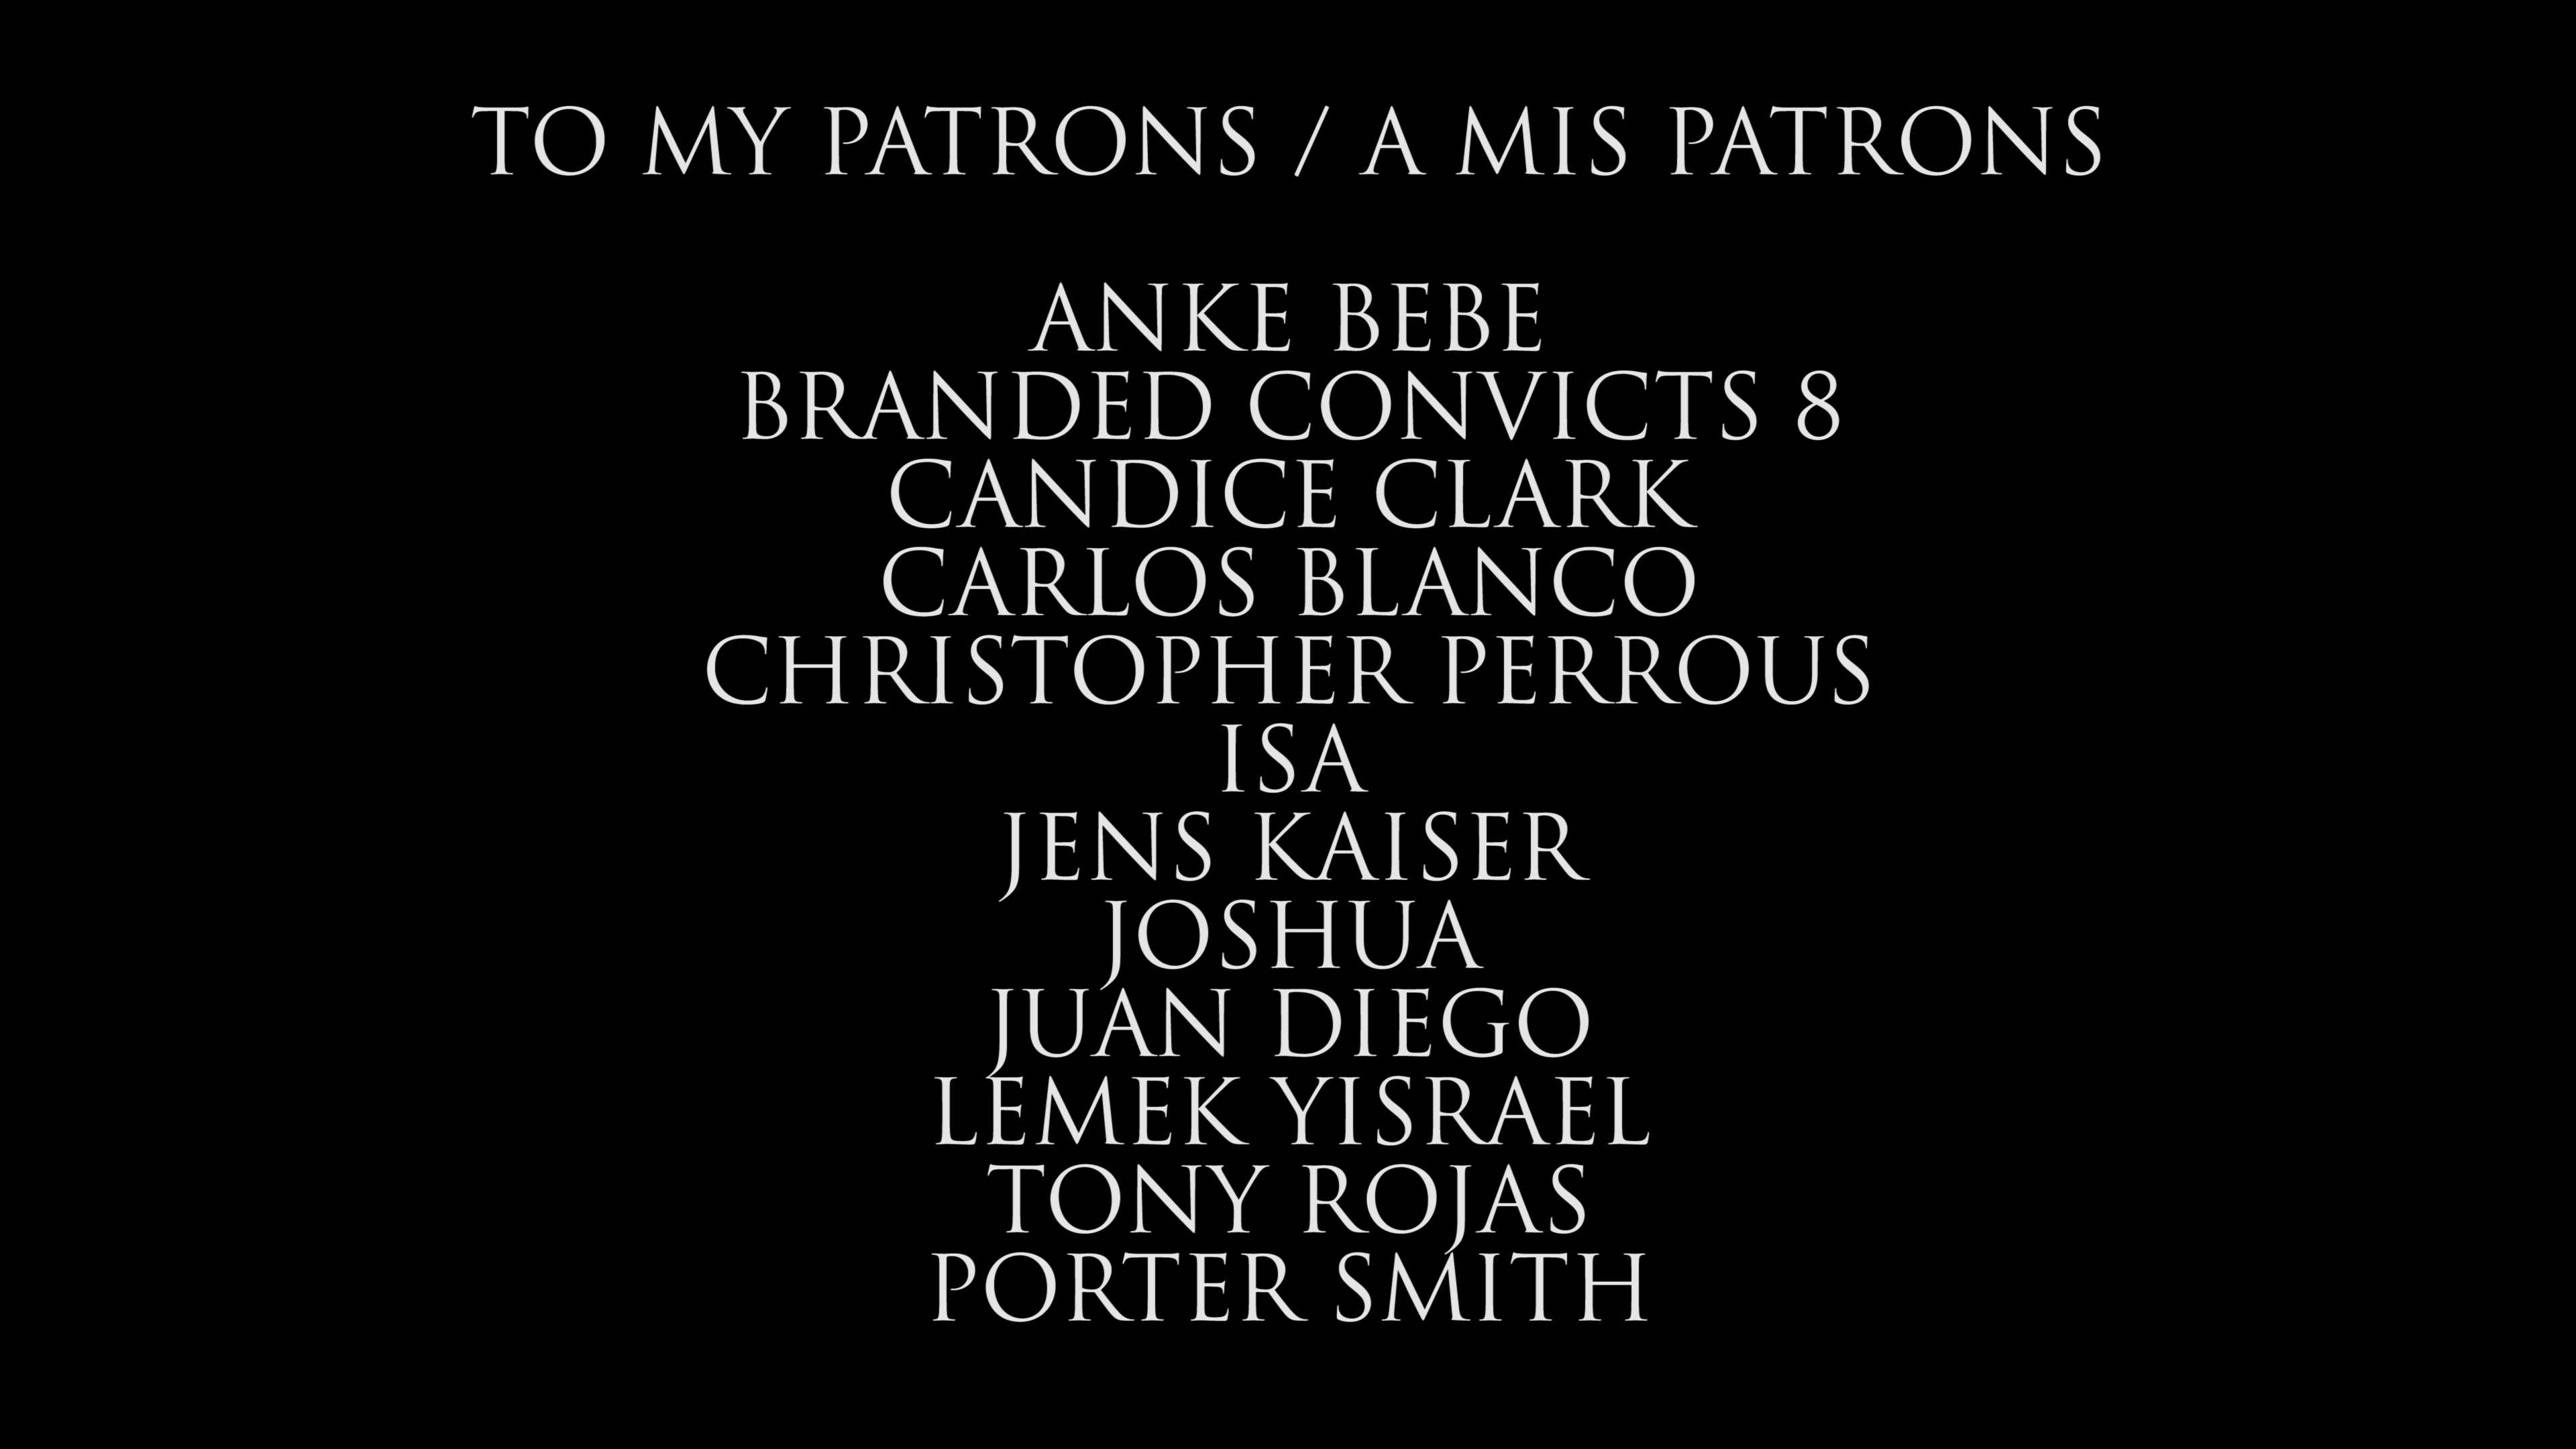 TO MY PATRONS / A MIS PATRONS
ANKE BEBE
BRANDED CONVICTS 8
CANDICE CLARK
CARLOS BLANCO
CHRISTOPHER PERROUS
ISA
JENS KAISER
JOSHUA
JUAN DIEGO
LEMEK YISRAEL
TONY ROJAS
PORTER SMITH